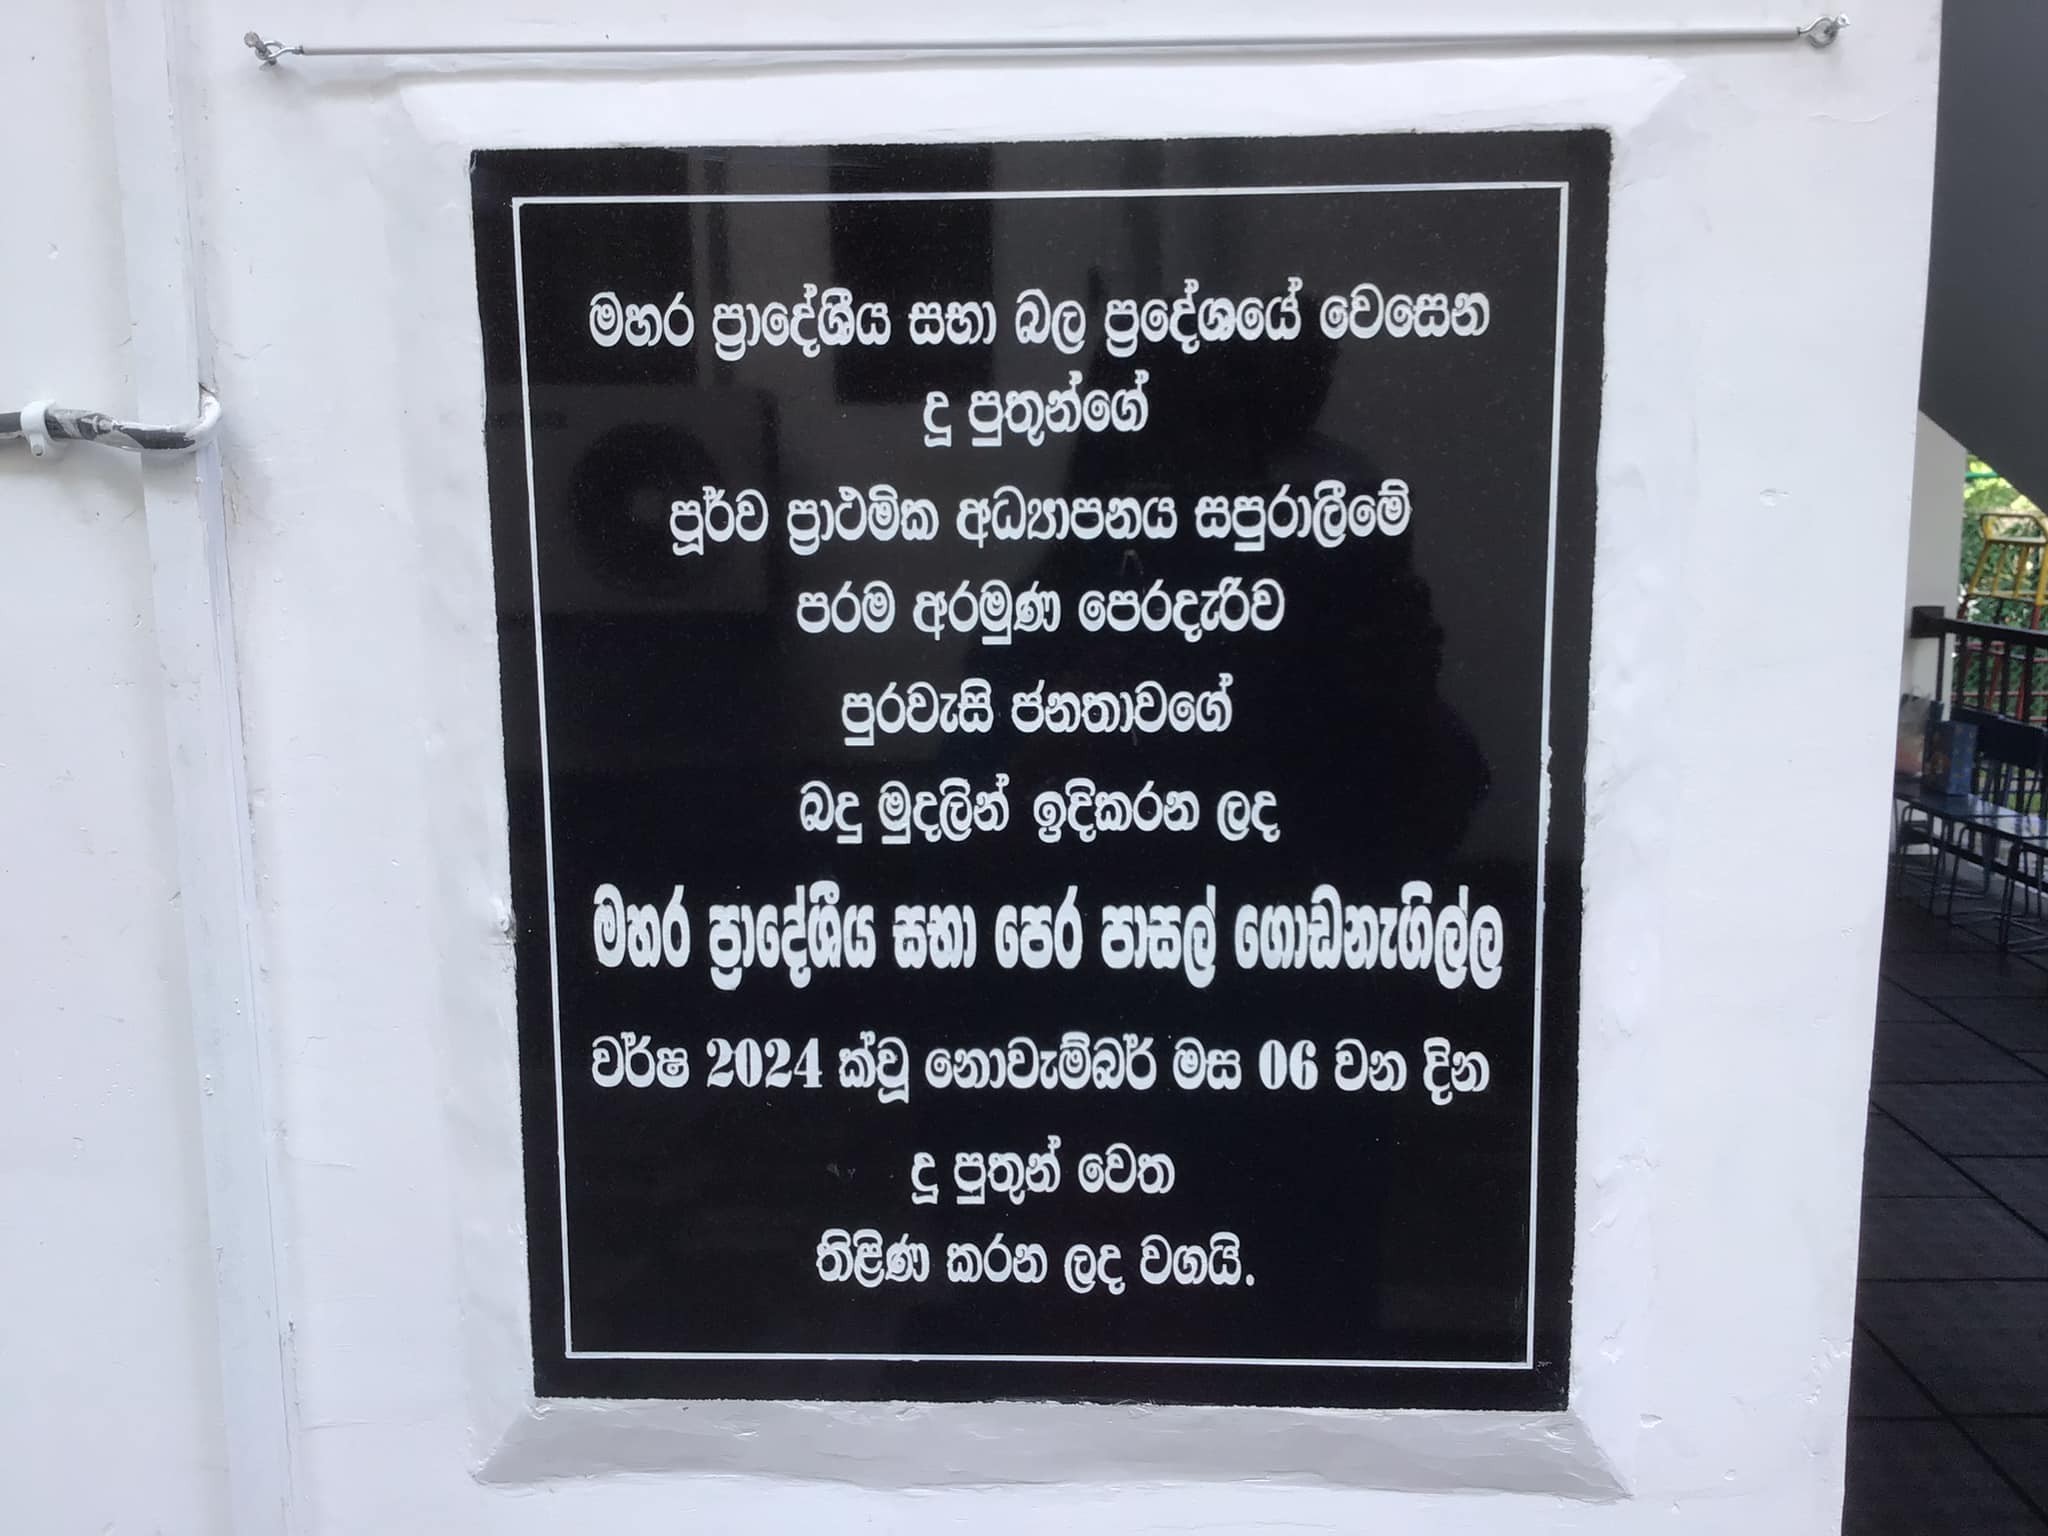 මහර ප්‍රාදේශීය සභා බල ප්‍රදේශයේ වෙසෙන
දූ පුතුන්ගේ
පූර්ව ප්‍රාථමික අධ්‍යාපනය සපුරාලීමේ
පරම අරමුණ පෙරදැරිව
පුරවැසි ජනතාවගේ
බදු මුදලින් ඉදිකරන ලද
මහර ප්‍රාදේශීය සභා පෙර පාසල් ගොඩනැගිල්ල
වර්ෂ 2024 ක්වූ නොවැම්බර් මස 06 වන දින
දූ පුතුන් වෙත
තිළිණ කරන ලද වගයි.